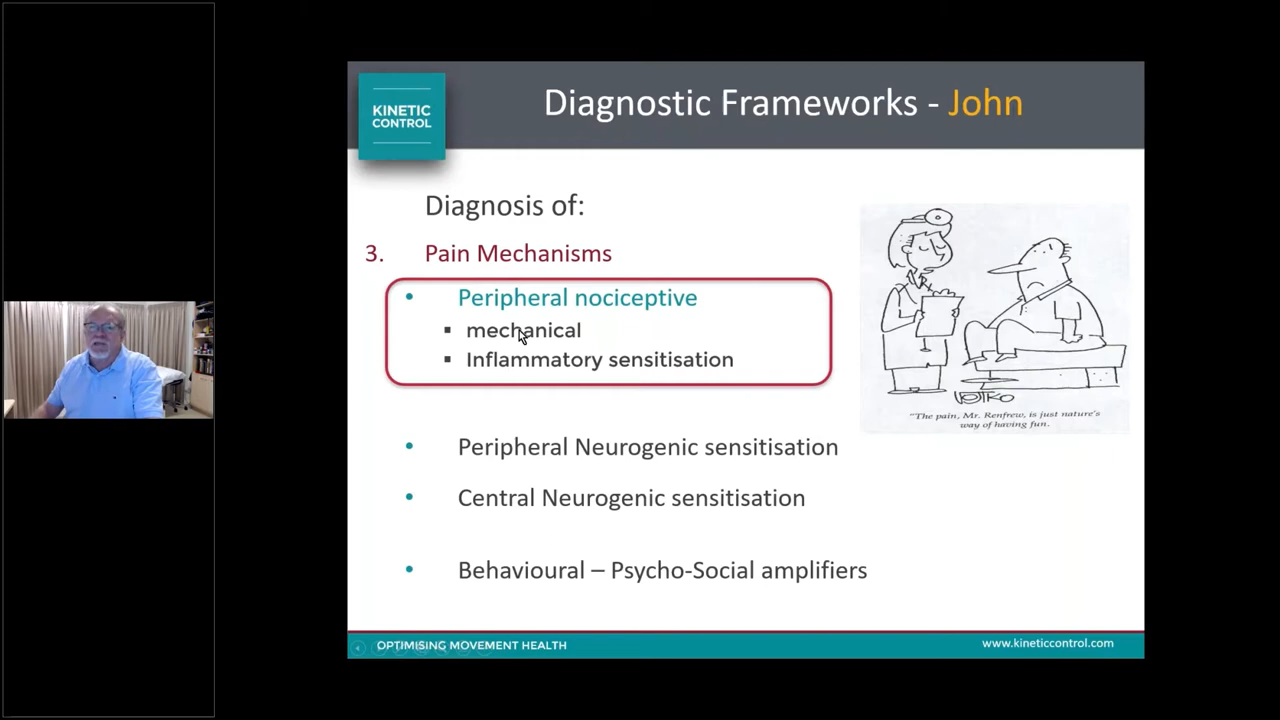 KINETIC
CONTROL
Diagnostic Frameworks - John
Diagnosis of:
3. Pain Mechanisms
• Peripheral nociceptive
▪ mechanical
▪ Inflammatory sensitisation
"The pain, Mr. Renfrew, is just nature's
way of having fun.
• Peripheral Neurogenic sensitisation
• Central Neurogenic sensitisation
• Behavioural – Psycho-Social amplifiers
OPTIMISING MOVEMENT HEALTH
www.kineticcontrol.com